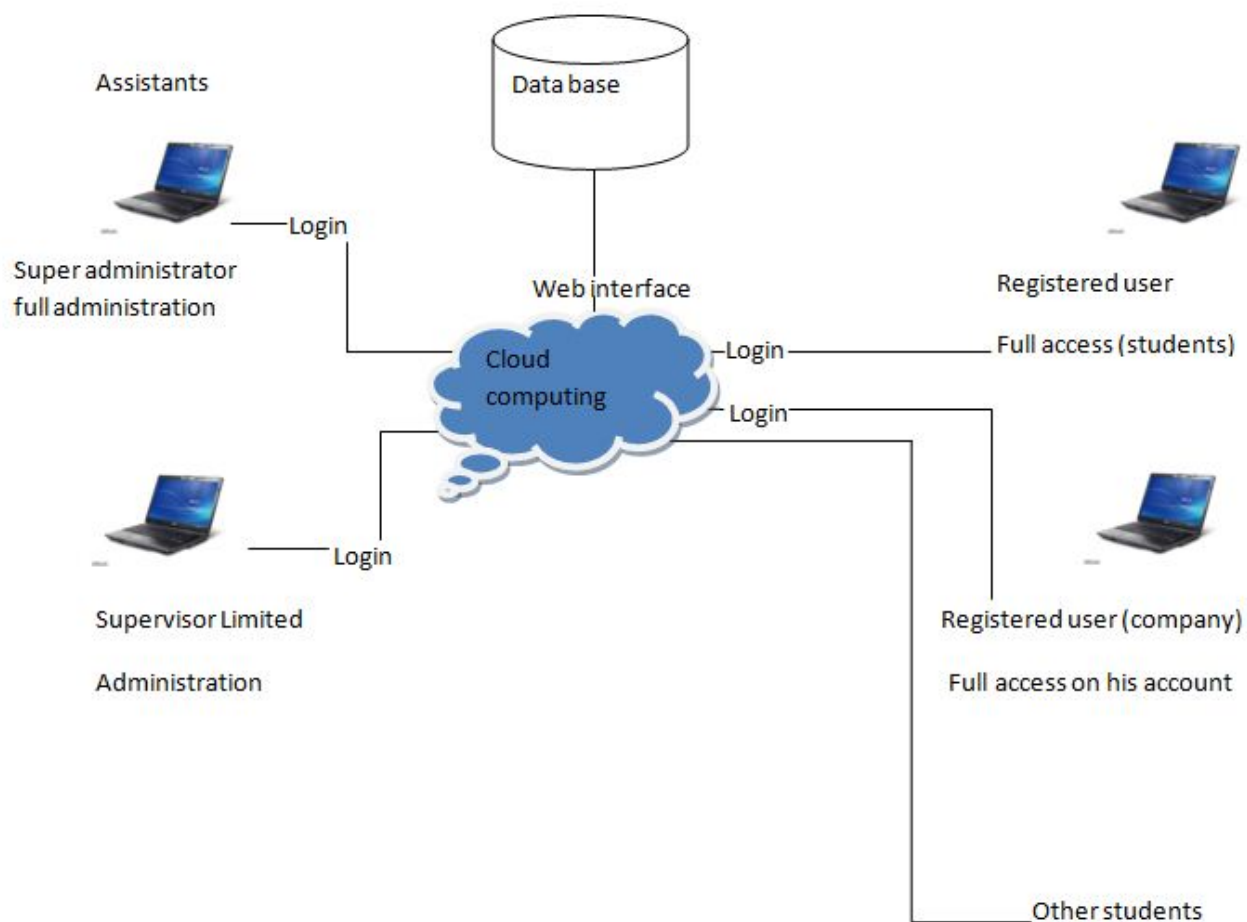 Assistants
Data base
Login
Super administrator
full administration
Web interface
Registered user
Cloud
computing
Login
Full access (students)
Login
Login
Supervisor Limited
Administration
Registered user (company)
Full access on his account
Other students